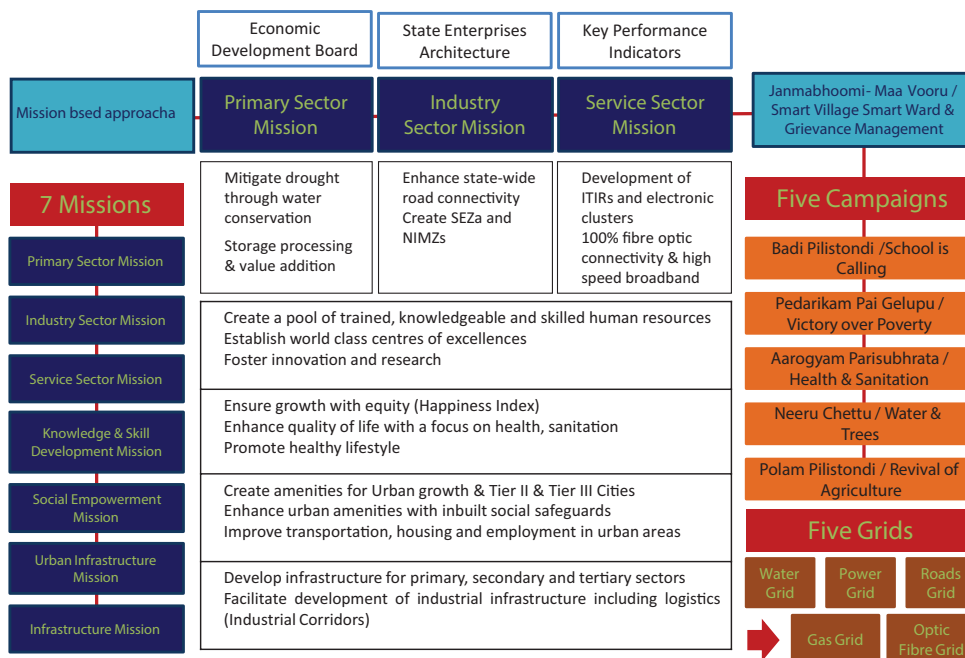 Economic
Development Board
State Enterprises
Architecture
Key Performance
Indicators
Mission bsed approacha
Primary Sector
Mission
Industry
Sector Mission
Service Sector
Mission
Janmabhoomi- Maa Vooru /
Smart Village Smart Ward &
Grievance Management
7 Missions
Primary Sector Mission
Industry Sector Mission
Service Sector Mission
Knowledge & Skill
Development Mission
Social Empowerment
Mission
Urban Infrastructure
Mission
Infrastructure Mission
Mitigate drought
through water
conservation
Storage processing
& value addition
Enhance state-wide
road connectivity
Create SEZa and
NIMZs
Development of
ITIRs and electronic
clusters
100% fibre optic
connectivity & high
speed broadband
Create a pool of trained, knowledgeable and skilled human resources
Establish world class centres of excellences
Foster innovation and research
Ensure growth with equity (Happiness Index)
Enhance quality of life with a focus on health, sanitation
Promote healthy lifestyle
Create amenities for Urban growth & Tier II & Tier III Cities
Enhance urban amenities with inbuilt social safeguards
Improve transportation, housing and employment in urban areas
Develop infrastructure for primary, secondary and tertiary sectors
Facilitate development of industrial infrastructure including logistics
(Industrial Corridors)
Five Campaigns
Badi Pilistondi /School is
Calling
Pedarikam Pai Gelupu /
Victory over Poverty
Aarogyam Parisubhrata /
Health & Sanitation
Neeru Chettu / Water &
Trees
Polam Pilistondi / Revival of
Agriculture
Five Grids
Water
Grid
Power
Grid
Roads
Grid
Gas Grid
Optic
Fibre Grid